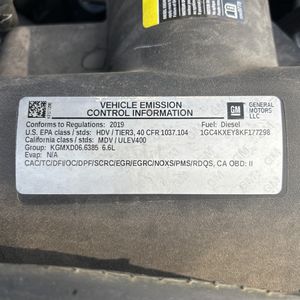 VEHICLE EMISSION
CONTROL INFORMATION
GM
GENERAL
MOTORS
LLC
Conforms to Regulations: 2019
Fuel: Diesel
U.S. EPA class / stds: HDV / TIER3, 40 CFR 1037.104
1GC4KXEY8KF177298
California class / stds: MDV / ULEV400
Group: KGMXD06.6385 6.6L
Evap: N/A
CAC/TC/DFI/OC/DPF/SCRC/EGR/EGRC/NOXS/PMS/RDQS, CA OBD: II